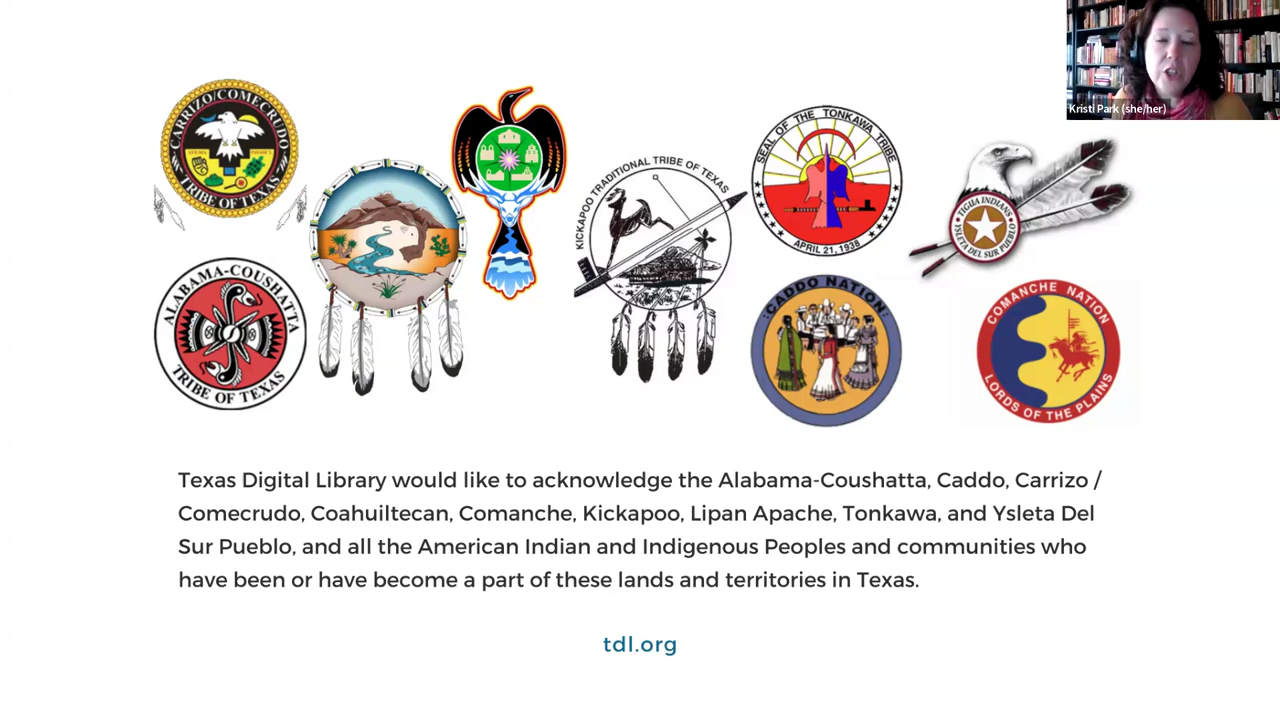 Kristi Park (she/her)
CARRIZO/COMECRUDO
TRIBE OF TEXAS
ALABAMA-COUSHATTA
TRIBE OF TEXAS
KICKAPOO TRADITIONAL TRIBE OF TEXAS
SEAL OF THE TONKAWA TRIBE
APRIL 21, 1938
CADDO NATION
TIGUA INDIANS
YSLETA DEL SUR PUEBLO
COMANCHE NATION
LORDS OF THE PLAINS
Texas Digital Library would like to acknowledge the Alabama-Coushatta, Caddo, Carrizo /
Comecrudo, Coahuiltecan, Comanche, Kickapoo, Lipan Apache, Tonkawa, and Ysleta Del
Sur Pueblo, and all the American Indian and Indigenous Peoples and communities who
have been or have become a part of these lands and territories in Texas.
tdl.org